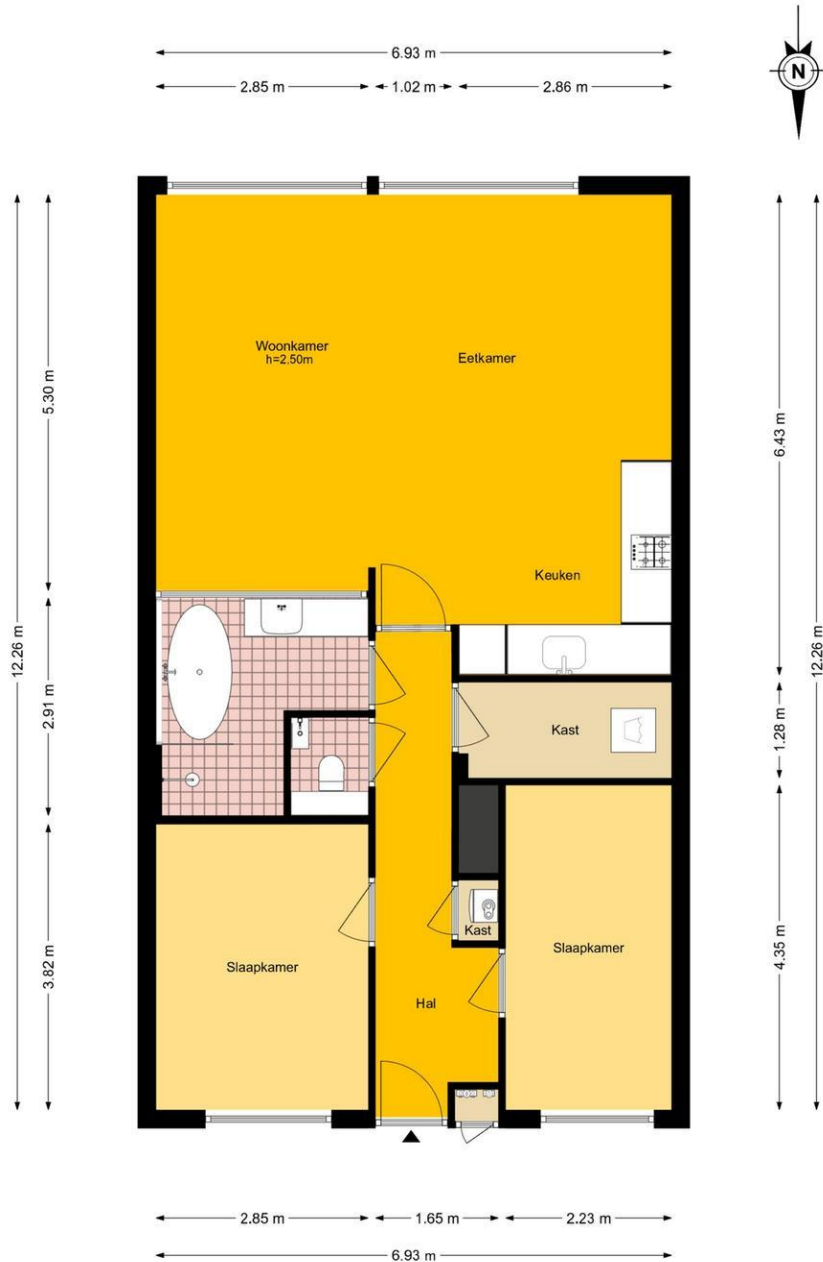 6.93 m
2.85 m
1.02 m
2.86 m
N
Woonkamer
h=2.50m
Eetkamer
5.30 m
6.43 m
Keuken
12.26 m
12.26 m
2.91 m
Kast
1.28 m
Kast
3.82 m
Slaapkamer
Slaapkamer
4.35 m
Hal
2.85 m
1.65 m
2.23 m
6.93 m